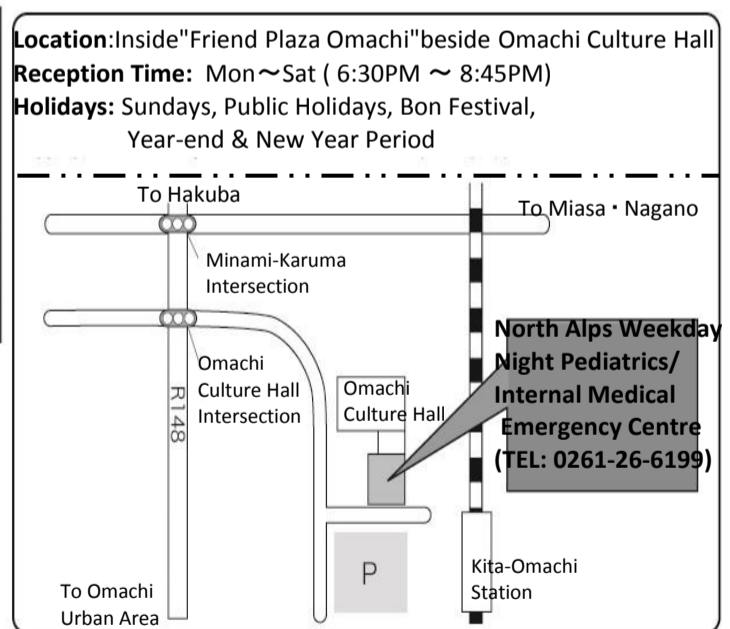 Location:Inside"Friend Plaza Omachi"beside Omachi Culture Hall
Reception Time: Mon～Sat ( 6:30PM ～ 8:45PM)
Holidays: Sundays, Public Holidays, Bon Festival,
Year-end & New Year Period
To Hakuba
To Miasa・Nagano
Minami-Karuma
Intersection
North Alps Weekday
Night Pediatrics/
Internal Medical
Emergency Centre
(TEL: 0261-26-6199)
Omachi
Culture Hall
Intersection
Omachi
Culture Hall
R148
P
Kita-Omachi
Station
To Omachi
Urban Area